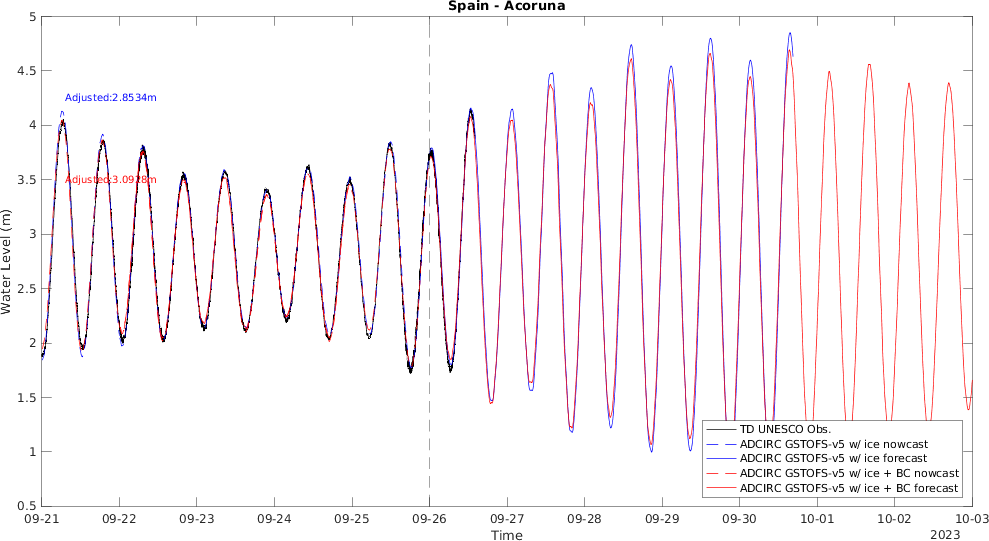 Spain - Acoruna
Water Level (m)
5
4.5
4
3.5
3
2.5
2
1.5
1
0.5
Adjusted:2.8534m
Adjusted:3.0928m
TD UNESCO Obs.
ADCIRC GSTOFS-v5 w/ ice nowcast
ADCIRC GSTOFS-v5 w/ ice forecast
ADCIRC GSTOFS-v5 w/ ice + BC nowcast
ADCIRC GSTOFS-v5 w/ ice + BC forecast
09-21 09-22 09-23 09-24 09-25 09-26 09-27 09-28 09-29 09-30 10-01 10-02 10-03
Time
2023